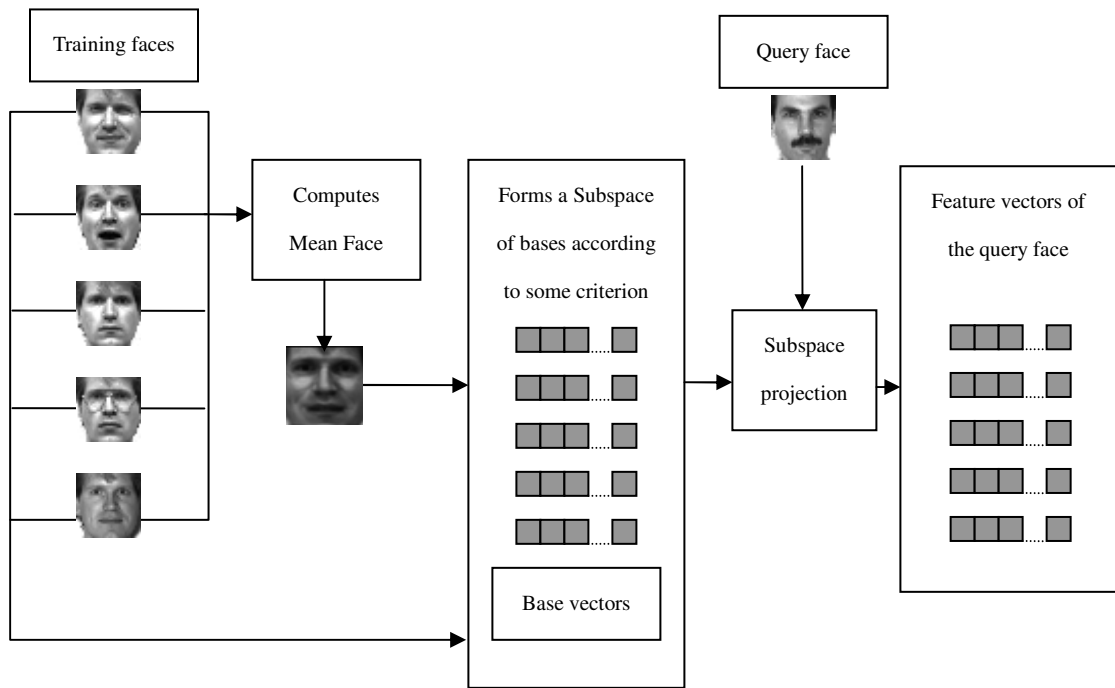 Training faces
Query face
Computes
Mean Face
Forms a Subspace
of bases according
to some criterion
Base vectors
Subspace
projection
Feature vectors of
the query face